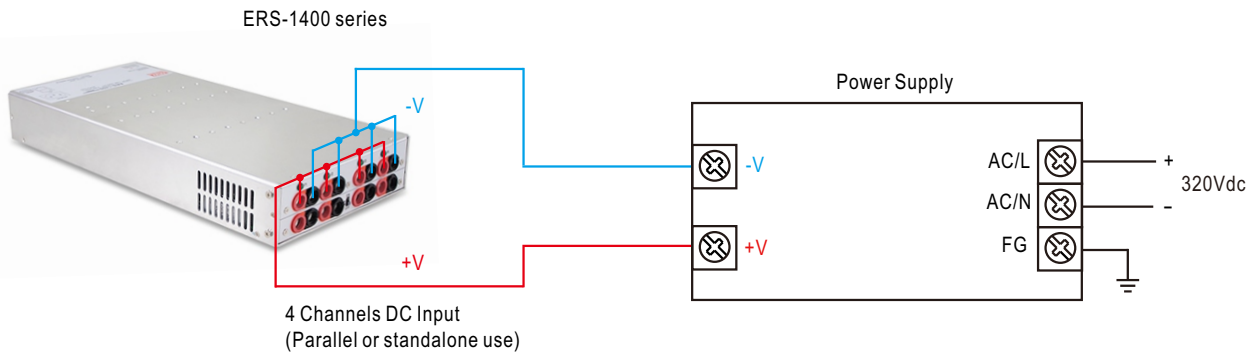 ERS-1400 series
-V
+V
4 Channels DC Input
(Parallel or standalone use)
Power Supply
-V
+V
AC/L
AC/N
FG
+
320Vdc
–